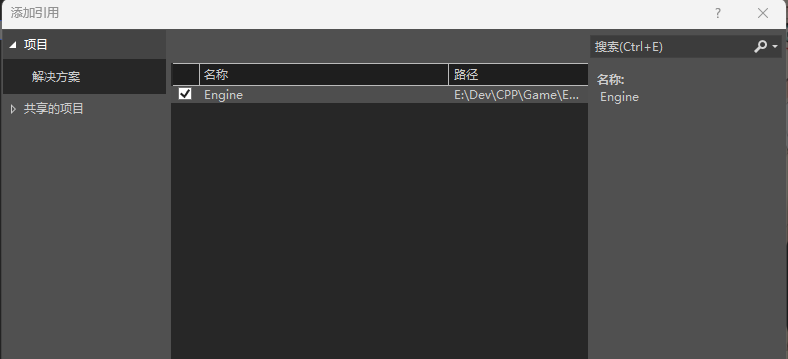 添加引用
?
项目
解决方案
共享的项目
名称
路径
Engine
E:\Dev\CPP\Game\E...
搜索(Ctrl+E)
名称:
Engine